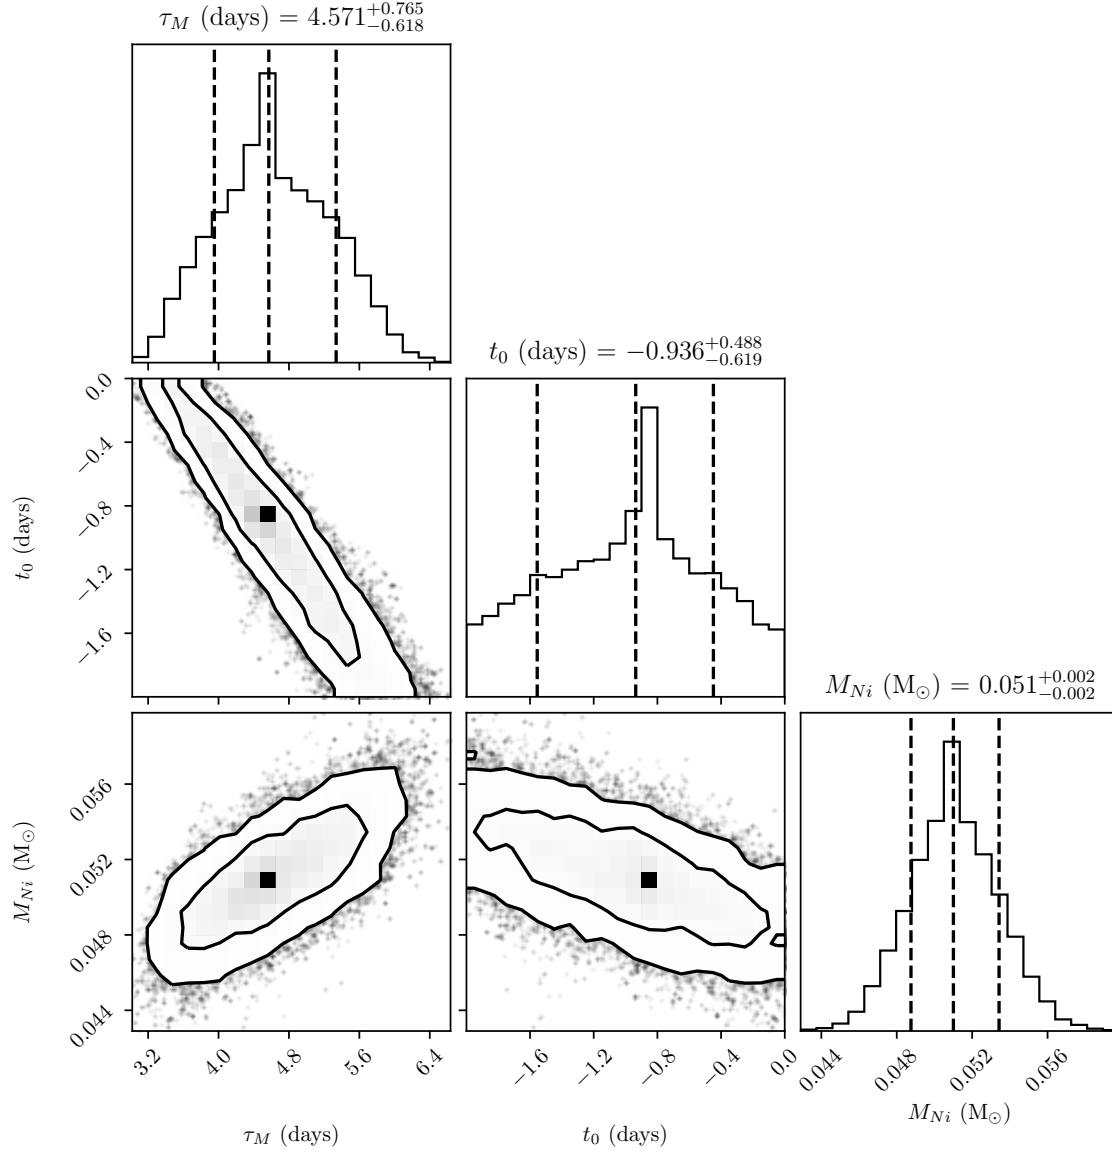 τ_M (days) = 4.571^{+0.765}_{−0.618}
t_0 (days) = −0.936^{+0.488}_{−0.619}
M_{Ni} (M_⊙) = 0.051^{+0.002}_{−0.002}
t_0 (days)
0.0
−0.4
−0.8
−1.2
−1.6
M_{Ni} (M_⊙)
0.056
0.052
0.048
0.044
3.2 4.0 4.8 5.6 6.4
τ_M (days)
−1.6 −1.2 −0.8 −0.4 0.0
t_0 (days)
0.044 0.048 0.052 0.056
M_{Ni} (M_⊙)